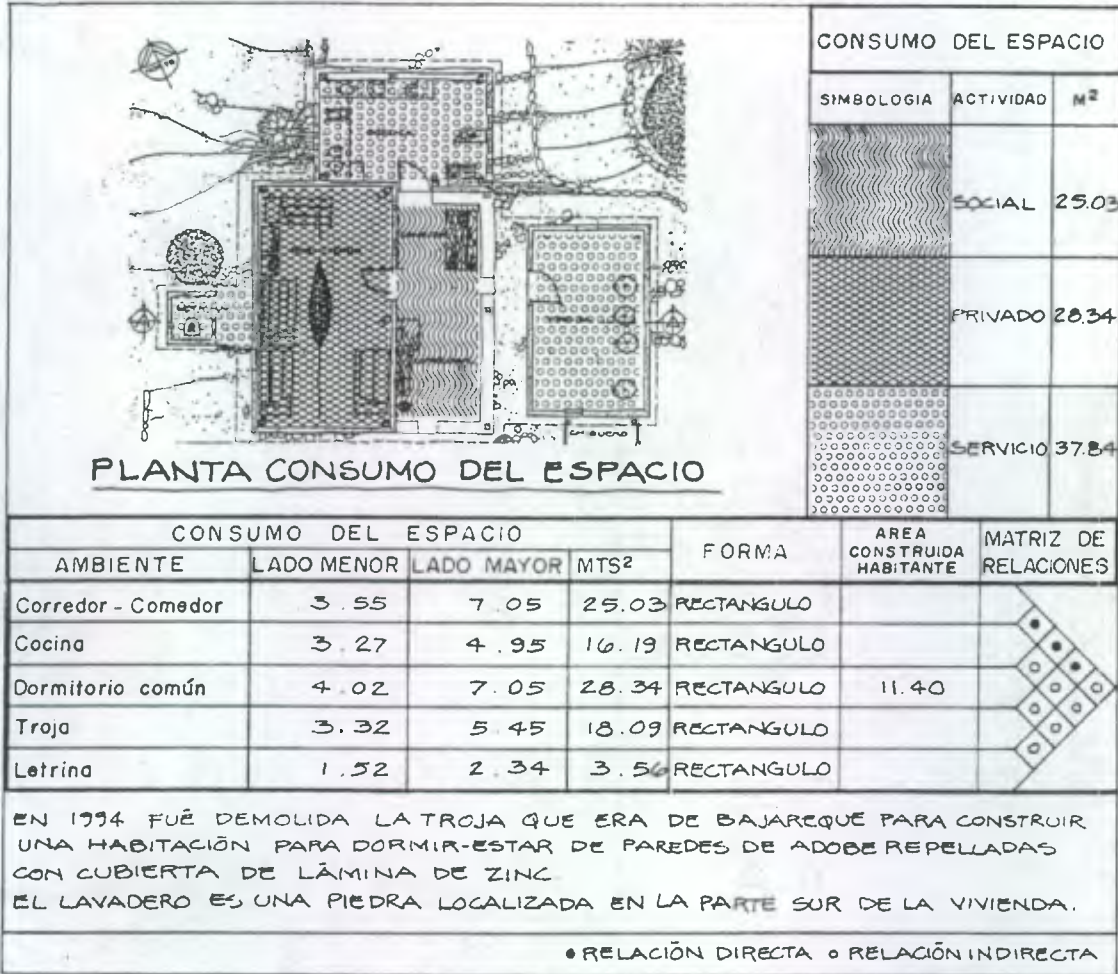 CONSUMO DEL ESPACIO
SIMBOLOGIA ACTIVIDAD M²
SOCIAL 25.03
PRIVADO 28.34
SERVICIO 37.84
PLANTA CONSUMO DEL ESPACIO
CONSUMO DEL ESPACIO FORMA AREA CONSTRUIDA HABITANTE MATRIZ DE RELACIONES
AMBIENTE LADO MENOR LADO MAYOR MTS²
Corredor - Comedor 3.55 7.05 25.03 RECTANGULO
Cocina 3.27 4.95 16.19 RECTANGULO
Dormitorio común 4.02 7.05 28.34 RECTANGULO 11.40
Troja 3.32 5.45 18.09 RECTANGULO
Letrina 1.52 2.34 3.56 RECTANGULO
EN 1994 FUÉ DEMOLIDA LA TROJA QUE ERA DE BAJAREQUE PARA CONSTRUIR
UNA HABITACIÓN PARA DORMIR-ESTAR DE PAREDES DE ADOBE REPELLADAS
CON CUBIERTA DE LÁMINA DE ZINC
EL LAVADERO ES UNA PIEDRA LOCALIZADA EN LA PARTE SUR DE LA VIVIENDA.
• RELACIÓN DIRECTA o RELACIÓN INDIRECTA